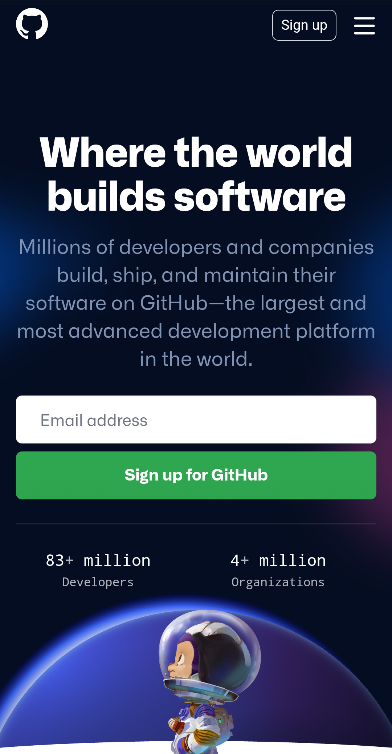 Sign up
Where the world
builds software
Millions of developers and companies
build, ship, and maintain their
software on GitHub—the largest and
most advanced development platform
in the world.
Email address
Sign up for GitHub
83+ million
Developers
4+ million
Organizations